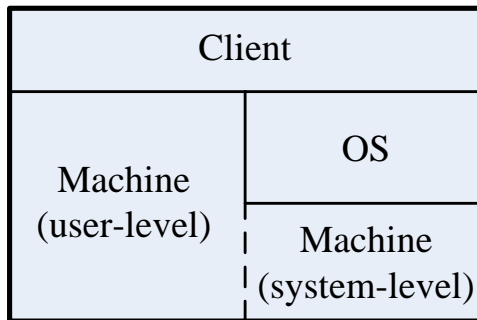 Client
Machine
(user-level)
OS
Machine
(system-level)